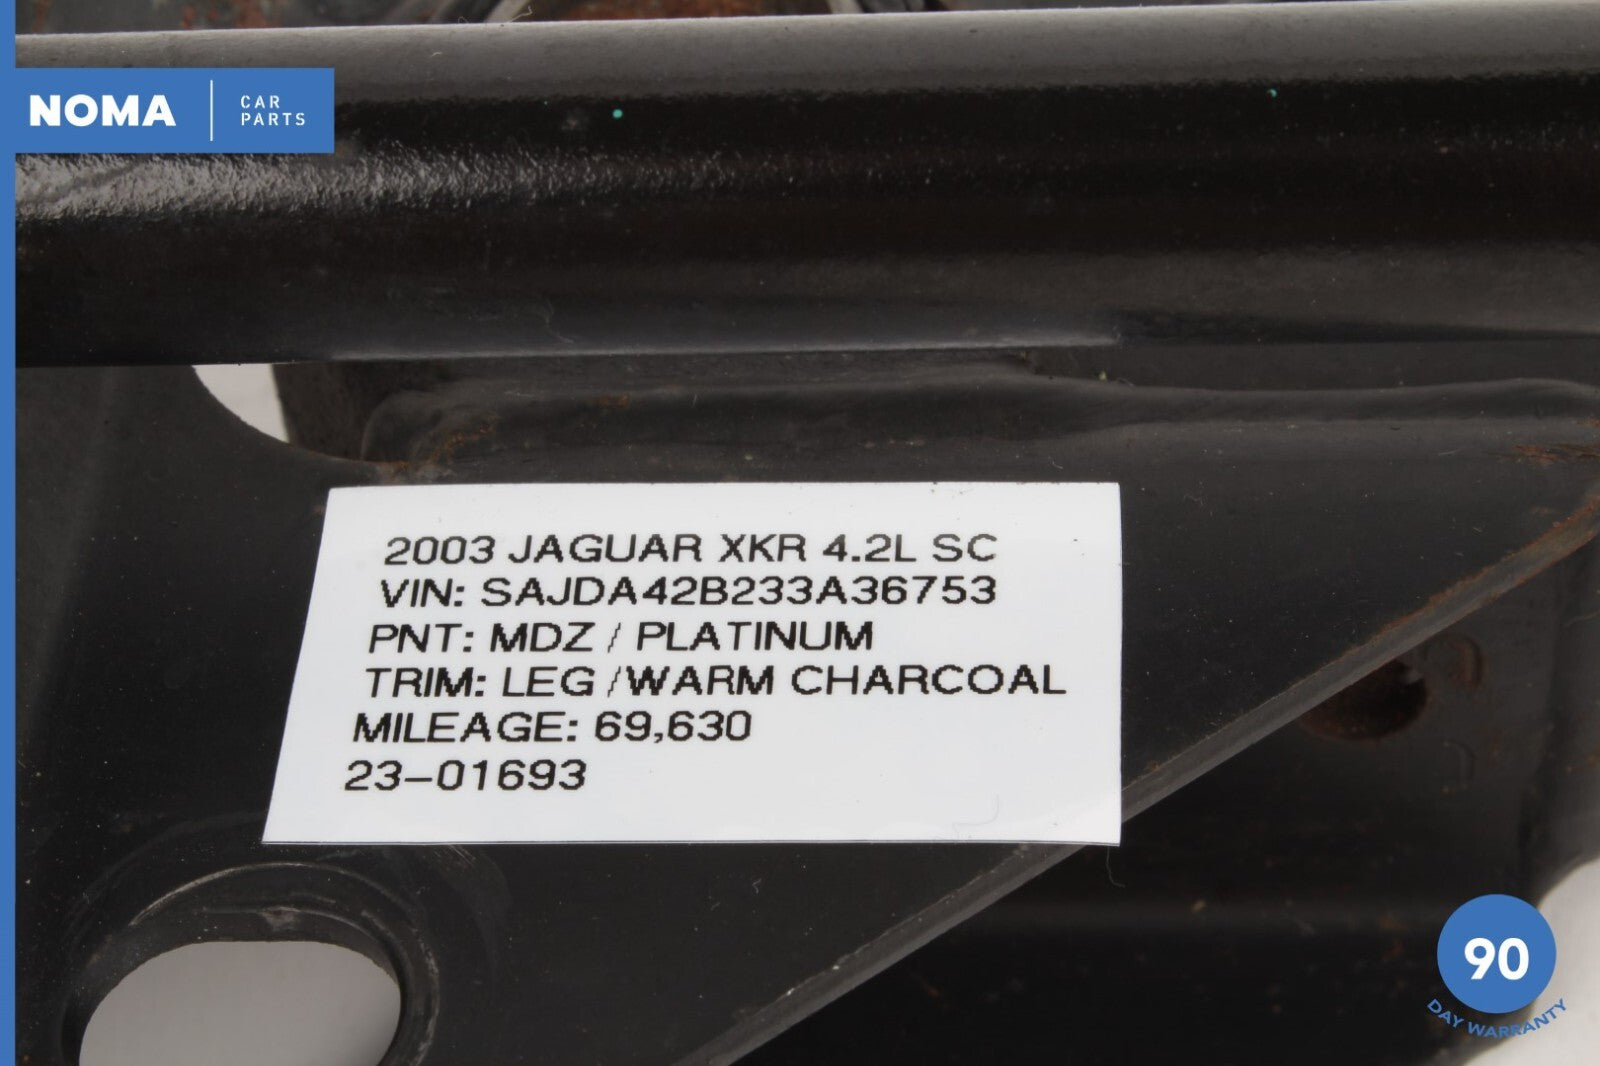 NOMA
CAR
PARTS
2003 JAGUAR XKR 4.2L SC
VIN: SAJDA42B233A36753
PNT: MDZ / PLATINUM
TRIM: LEG /WARM CHARCOAL
MILEAGE: 69,630
23-01693
90
DAY WARRANTY